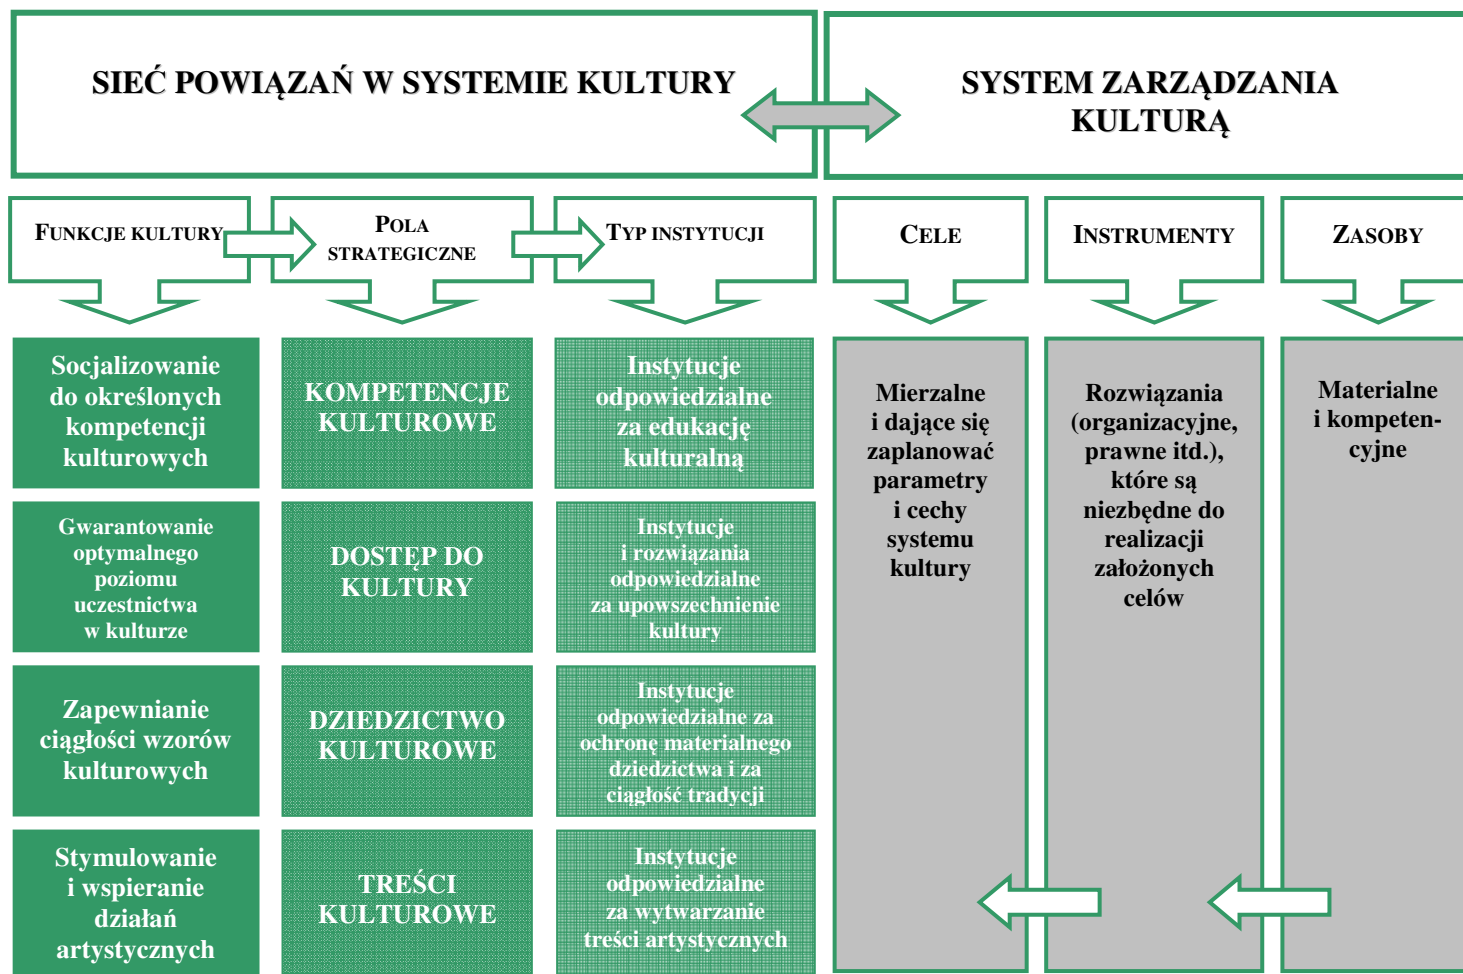 SIEĆ POWIĄZAŃ W SYSTEMIE KULTURY
SYSTEM ZARZĄDZANIA
KULTURĄ
FUNKCJE KULTURY
POLA
STRATEGICZNE
TYP INSTYTUCJI
CELE
INSTRUMENTY
ZASOBY
Socjalizowanie
do określonych
kompetencji
kulturowych
KOMPETENCJE
KULTUROWE
Instytucje
odpowiedzialne
za edukację
kulturalną
Gwarantowanie
optymalnego
poziomu
uczestnictwa
w kulturze
DOSTĘP DO
KULTURY
Instytucje
i rozwiązania
odpowiedzialne
za upowszechnienie
kultury
Zapewnianie
ciągłości wzorów
kulturowych
DZIEDZICTWO
KULTUROWE
Instytucje
odpowiedzialne za
ochronę materialnego
dziedzictwa i za
ciągłość tradycji
Stymulowanie
i wspieranie
działań
artystycznych
TREŚCI
KULTUROWE
Instytucje
odpowiedzialne
za wytwarzanie
treści artystycznych
Mierzalne
i dające się
zaplanować
parametry
i cechy
systemu
kultury
Rozwiązania
(organizacyjne,
prawne itd.),
które są
niezbędne do
realizacji
założonych
celów
Materialne
i kompeten-
cyjne